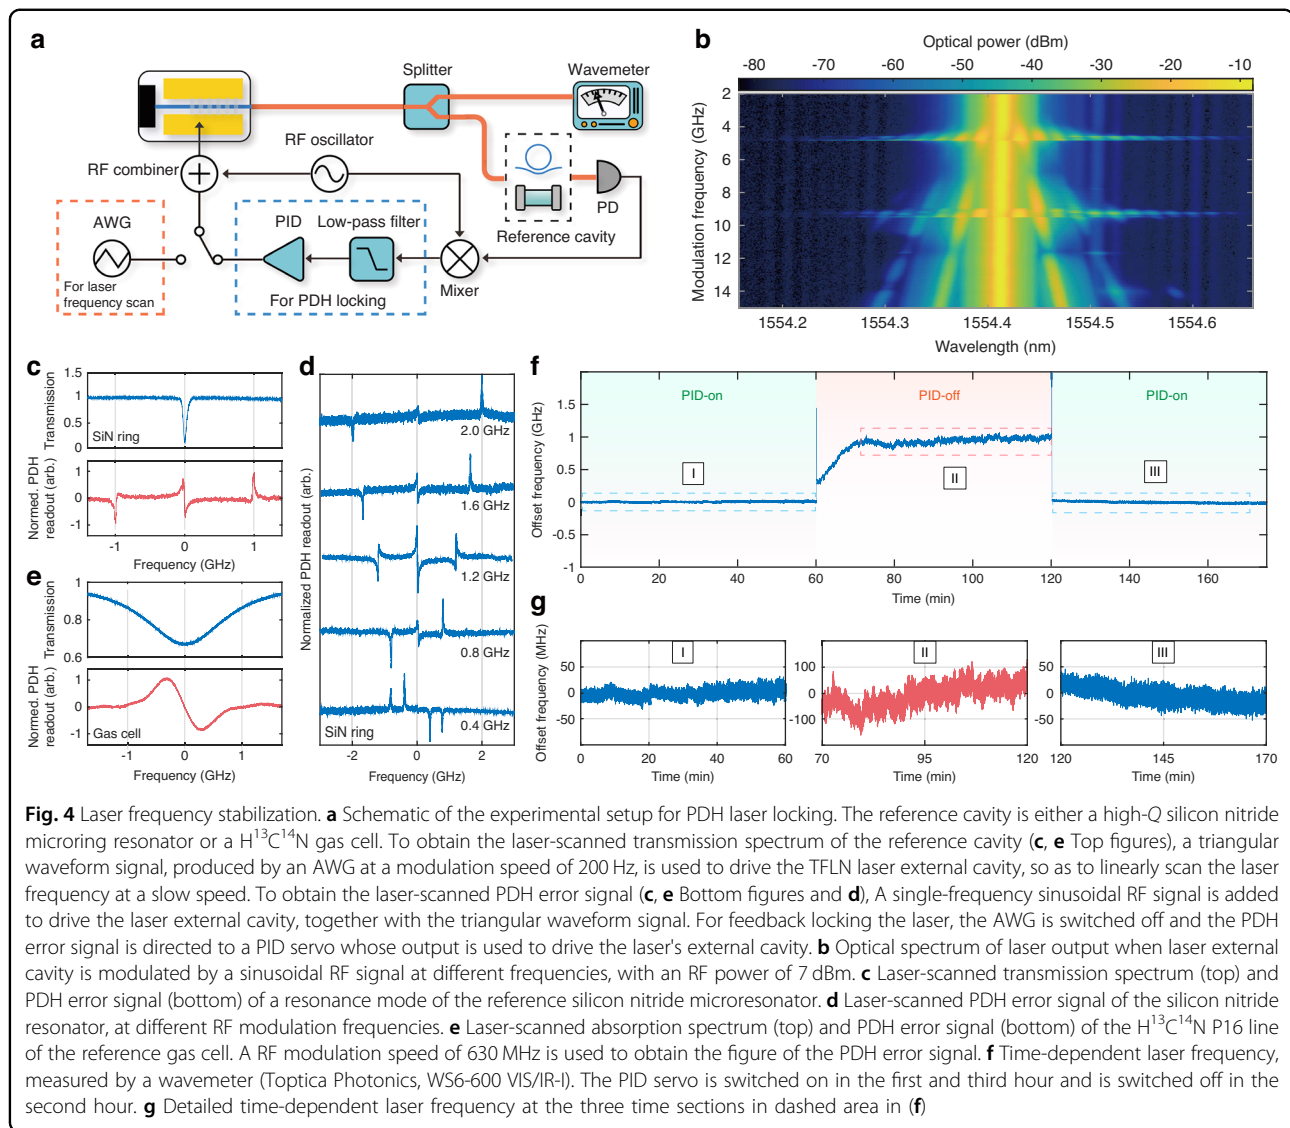 a
Splitter
Wavemeter
RF oscillator
RF combiner
AWG
PID
Low-pass filter
PD
Reference cavity
Mixer
For laser
frequency scan
For PDH locking
b
Optical power (dBm)
-80
-70
-60
-50
-40
-30
-20
-10
Modulation frequency (GHz)
2
4
6
8
10
12
14
1554.2
1554.3
1554.4
1554.5
1554.6
Wavelength (nm)
c
Transmission
1.5
1
0.5
0
SiN ring
Normed. PDH
readout (arb.)
1
0
-1
-1
0
1
Frequency (GHz)
d
Normalized PDH readout (arb.)
2.0 GHz
1.6 GHz
1.2 GHz
0.8 GHz
0.4 GHz
SiN ring
-2
0
2
Frequency (GHz)
e
Transmission
1
0.8
0.6
Normed. PDH
readout (arb.)
1
0
-1
Gas cell
-1
0
1
Frequency (GHz)
f
Offset frequency (GHz)
1.5
1
0.5
0
-0.5
-1
PID-on
PID-off
PID-on
I
II
III
0
20
40
60
80
100
120
140
160
Time (min)
g
Offset frequency (MHz)
50
0
-50
I
0
20
40
60
Time (min)
100
0
-100
II
70
95
120
Time (min)
50
0
-50
III
120
145
170
Time (min)
Fig. 4 Laser frequency stabilization. a Schematic of the experimental setup for PDH laser locking. The reference cavity is either a high-Q silicon nitride
microring resonator or a H¹³C¹⁴N gas cell. To obtain the laser-scanned transmission spectrum of the reference cavity (c, e Top figures), a triangular
waveform signal, produced by an AWG at a modulation speed of 200 Hz, is used to drive the TFLN laser external cavity, so as to linearly scan the laser
frequency at a slow speed. To obtain the laser-scanned PDH error signal (c, e Bottom figures and d), A single-frequency sinusoidal RF signal is added
to drive the laser external cavity, together with the triangular waveform signal. For feedback locking the laser, the AWG is switched off and the PDH
error signal is directed to a PID servo whose output is used to drive the laser's external cavity. b Optical spectrum of laser output when laser external
cavity is modulated by a sinusoidal RF signal at different frequencies, with an RF power of 7 dBm. c Laser-scanned transmission spectrum (top) and
PDH error signal (bottom) of a resonance mode of the reference silicon nitride microresonator. d Laser-scanned PDH error signal of the silicon nitride
resonator, at different RF modulation frequencies. e Laser-scanned absorption spectrum (top) and PDH error signal (bottom) of the H¹³C¹⁴N P16 line
of the reference gas cell. A RF modulation speed of 630 MHz is used to obtain the figure of the PDH error signal. f Time-dependent laser frequency,
measured by a wavemeter (Toptica Photonics, WS6-600 VIS/IR-I). The PID servo is switched on in the first and third hour and is switched off in the
second hour. g Detailed time-dependent laser frequency at the three time sections in dashed area in (f)